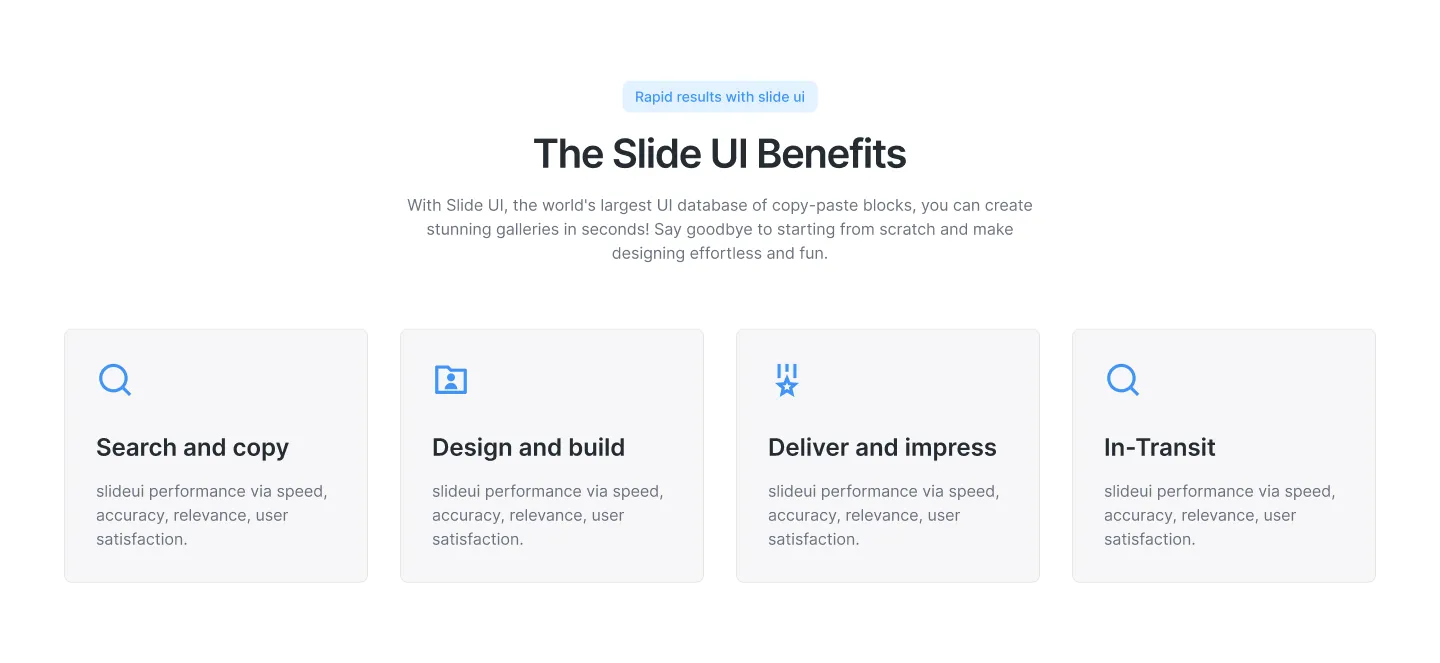 Rapid results with slide ui
The Slide UI Benefits
With Slide UI, the world's largest UI database of copy-paste blocks, you can create
stunning galleries in seconds! Say goodbye to starting from scratch and make
designing effortless and fun.
Search and copy
slideui performance via speed,
accuracy, relevance, user
satisfaction.
Design and build
slideui performance via speed,
accuracy, relevance, user
satisfaction.
Deliver and impress
slideui performance via speed,
accuracy, relevance, user
satisfaction.
In-Transit
slideui performance via speed,
accuracy, relevance, user
satisfaction.